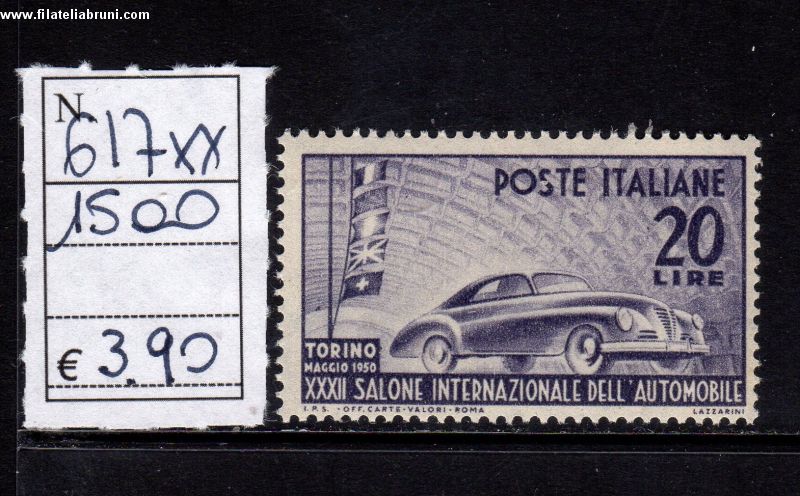 www.filateliabruni.com
N.
617xx
1500
€ 3.90
POSTE ITALIANE
20
LIRE
TORINO
MAGGIO 1950
XXXII SALONE INTERNAZIONALE DELL'AUTOMOBILE
I.P.S. - OFF. CARTE-VALORI - ROMA LAZZARINI